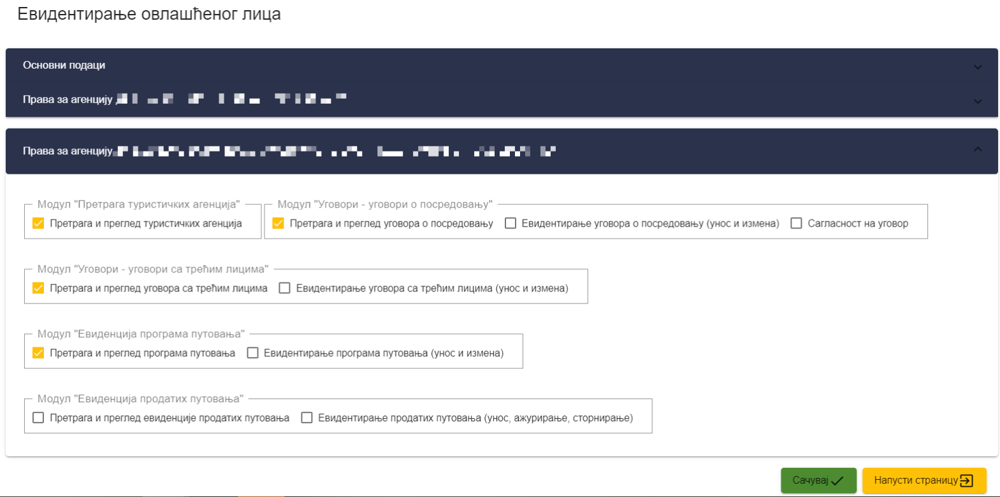 Евидентирање овлашћеног лица
Основни подаци
Права за агенцију
Права за агенцију
Модул "Претрага туристичких агенција" Модул "Уговори - уговори о посредовању"
Претрага и преглед туристичких агенција Претрага и преглед уговора о посредовању Евидентирање уговора о посредовању (унос и измена) Сагласност на уговор
Модул "Уговори - уговори са трећим лицима"
Претрага и преглед уговора са трећим лицима Евидентирање уговора са трећим лицима (унос и измена)
Модул "Евиденција програма путовања"
Претрага и преглед програма путовања Евидентирање програма путовања (унос и измена)
Модул "Евиденција продатих путовања"
Претрага и преглед евиденције продатих путовања Евидентирање продатих путовања (унос, ажурирање, сторнирање)
Сачувај Напусти страницу